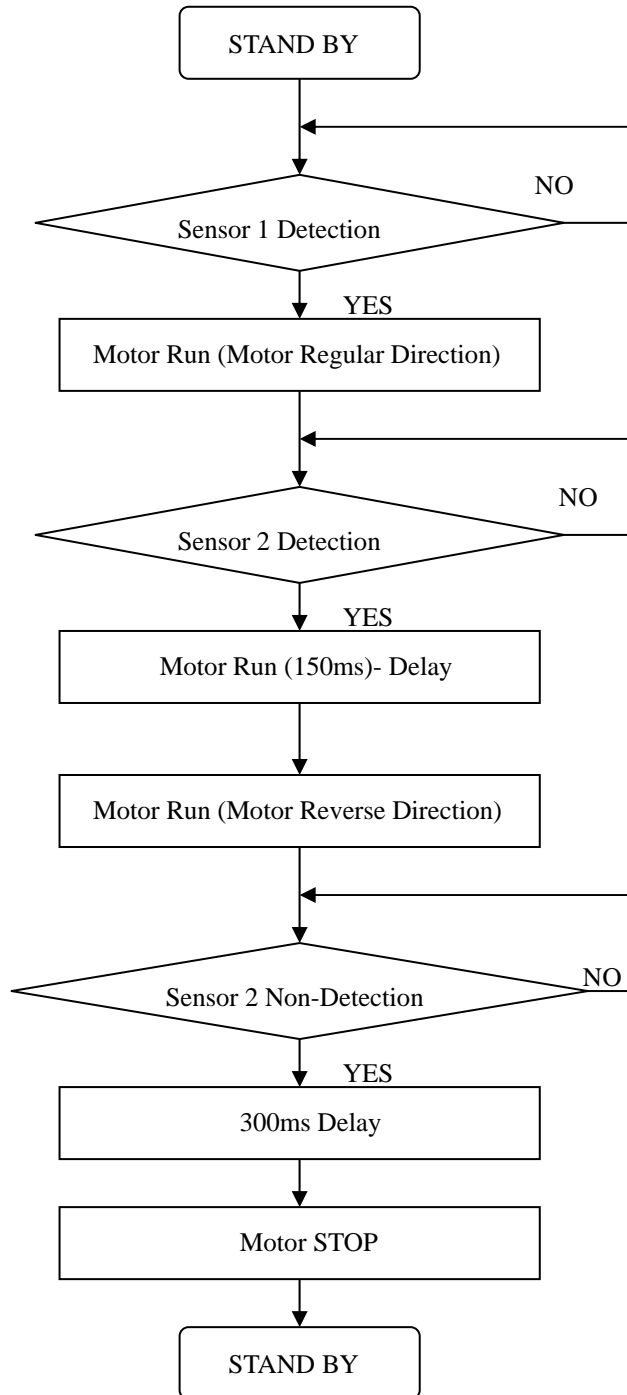 STAND BY
NO
Sensor 1 Detection
YES
Motor Run (Motor Regular Direction)
NO
Sensor 2 Detection
YES
Motor Run (150ms)- Delay
Motor Run (Motor Reverse Direction)
NO
Sensor 2 Non-Detection
YES
300ms Delay
Motor STOP
STAND BY